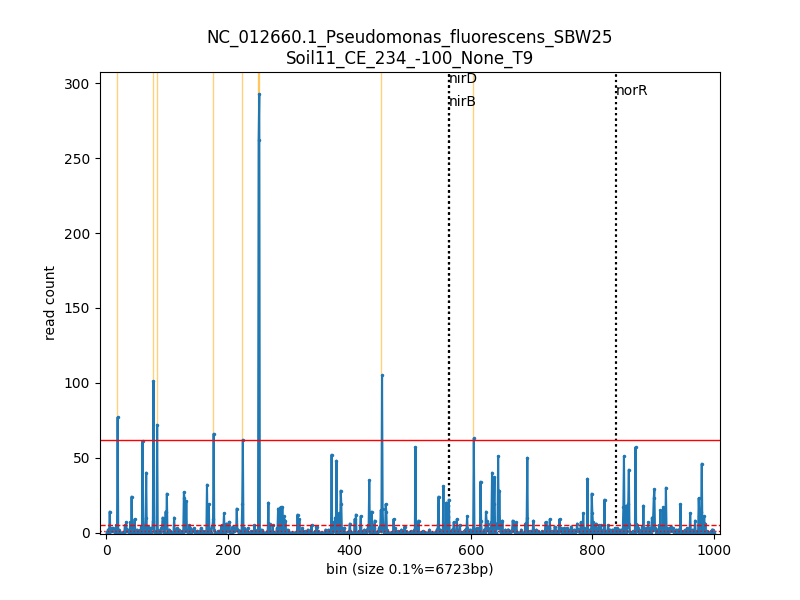 NC_012660.1_Pseudomonas_fluorescens_SBW25
Soil11_CE_234_-100_None_T9
nirD
nirB
norR
300
250
200
150
100
50
0
read count
0 200 400 600 800 1000
bin (size 0.1%=6723bp)